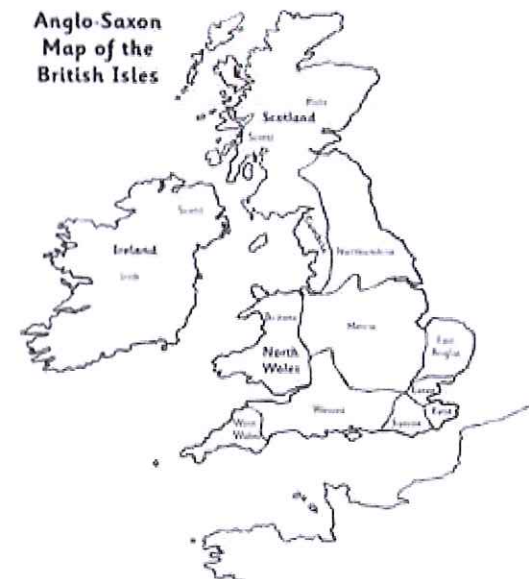 Anglo-Saxon
Map of the
British Isles
Picts
Scotland
Scots
Scots
Ireland
Irish
Northumbria
Britons
North
Wales
Mercia
East
Anglia
Essex
Wessex
Kent
Sussex
West
Wales